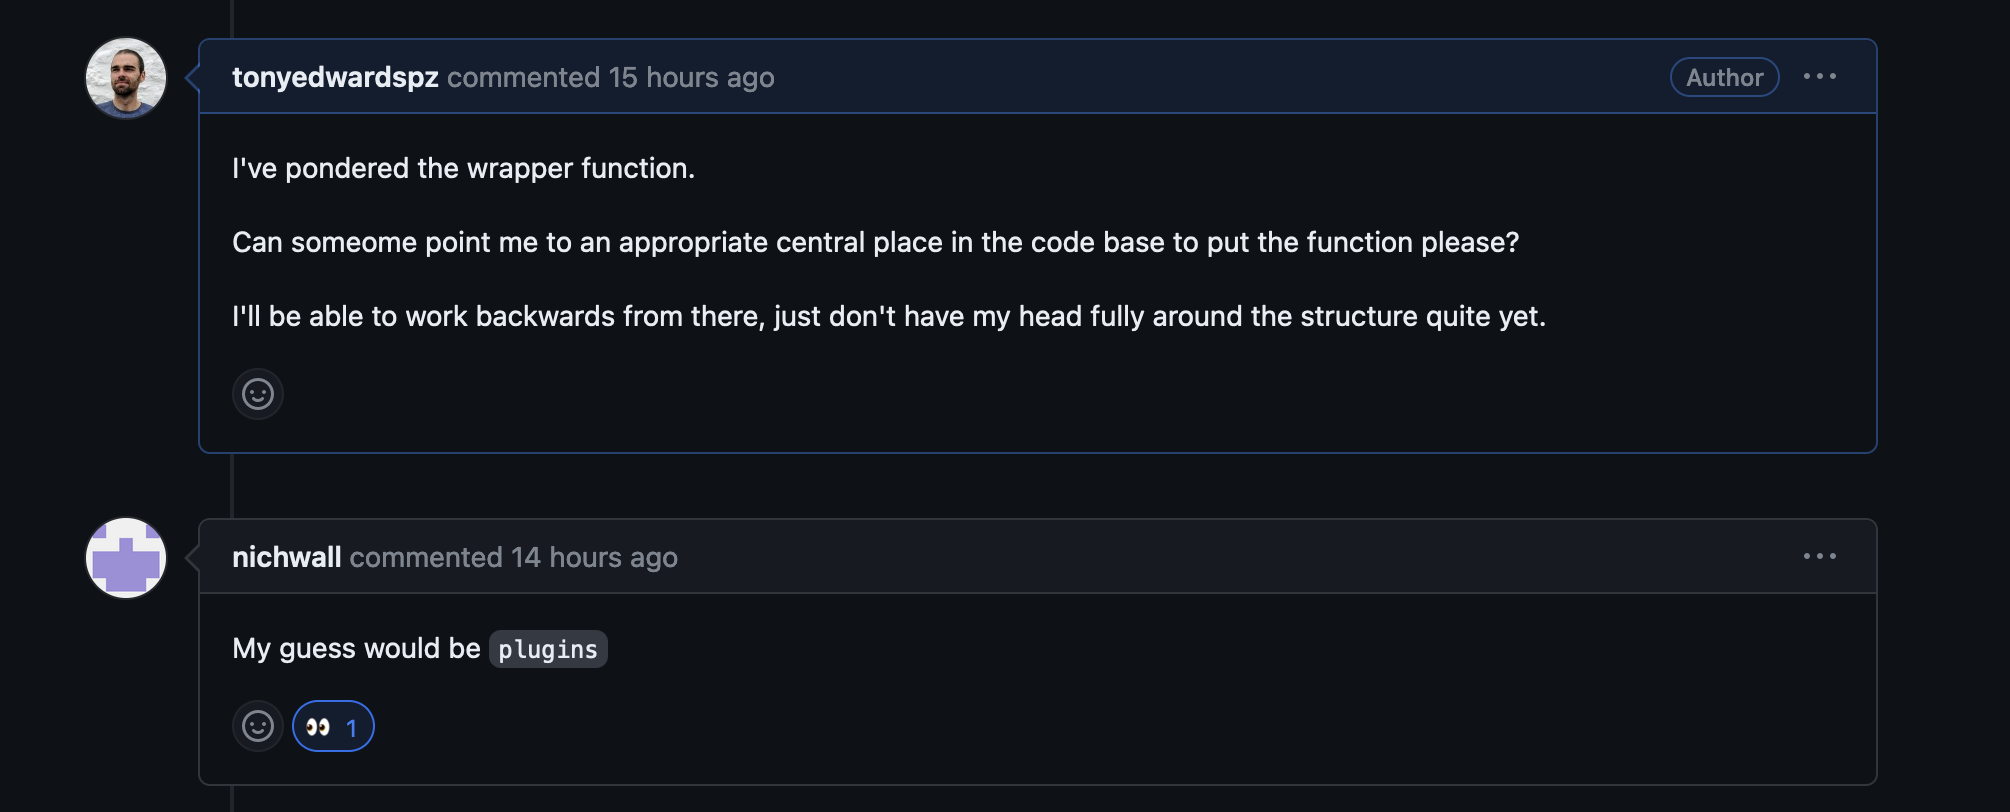 tonyedwardspz commented 15 hours ago
Author
I've pondered the wrapper function.
Can someome point me to an appropriate central place in the code base to put the function please?
I'll be able to work backwards from there, just don't have my head fully around the structure quite yet.
nichwall commented 14 hours ago
My guess would be plugins
👀 1